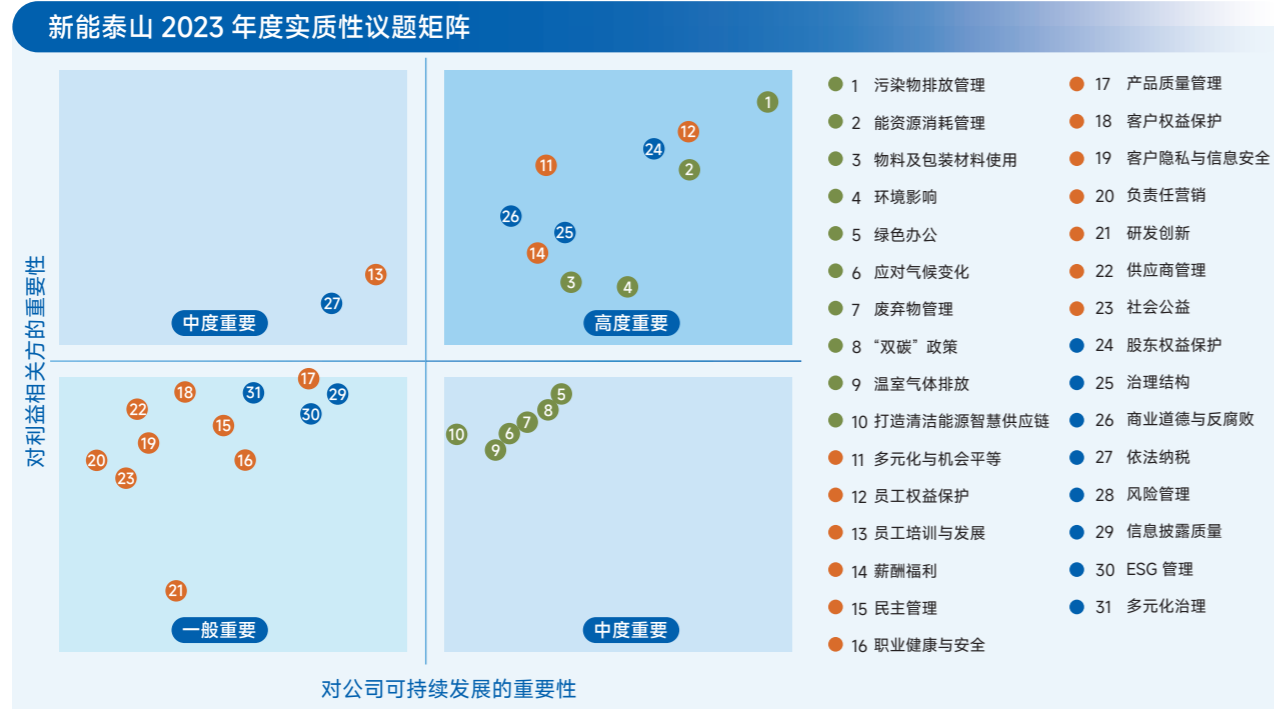 新能泰山 2023 年度实质性议题矩阵
对利益相关方的重要性
1
12
24
11
2
26
25
14
3
4
高度重要
13
27
中度重要
17
18
31
29
22
30
15
19
20
16
23
21
一般重要
5
8
7
10
6
9
中度重要
对公司可持续发展的重要性
1 污染物排放管理
2 能资源消耗管理
3 物料及包装材料使用
4 环境影响
5 绿色办公
6 应对气候变化
7 废弃物管理
8 “双碳”政策
9 温室气体排放
10 打造清洁能源智慧供应链
11 多元化与机会平等
12 员工权益保护
13 员工培训与发展
14 薪酬福利
15 民主管理
16 职业健康与安全
17 产品质量管理
18 客户权益保护
19 客户隐私与信息安全
20 负责任营销
21 研发创新
22 供应商管理
23 社会公益
24 股东权益保护
25 治理结构
26 商业道德与反腐败
27 依法纳税
28 风险管理
29 信息披露质量
30 ESG 管理
31 多元化治理